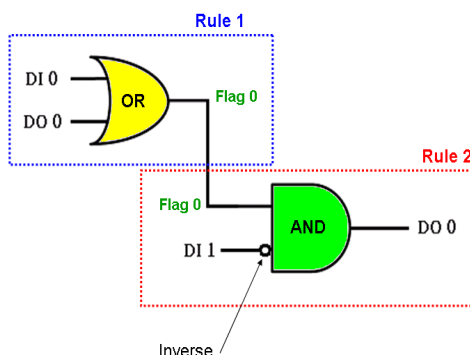 Rule 1
DI 0
OR
Flag 0
DO 0
Rule 2
Flag 0
AND
DO 0
DI 1
Inverse